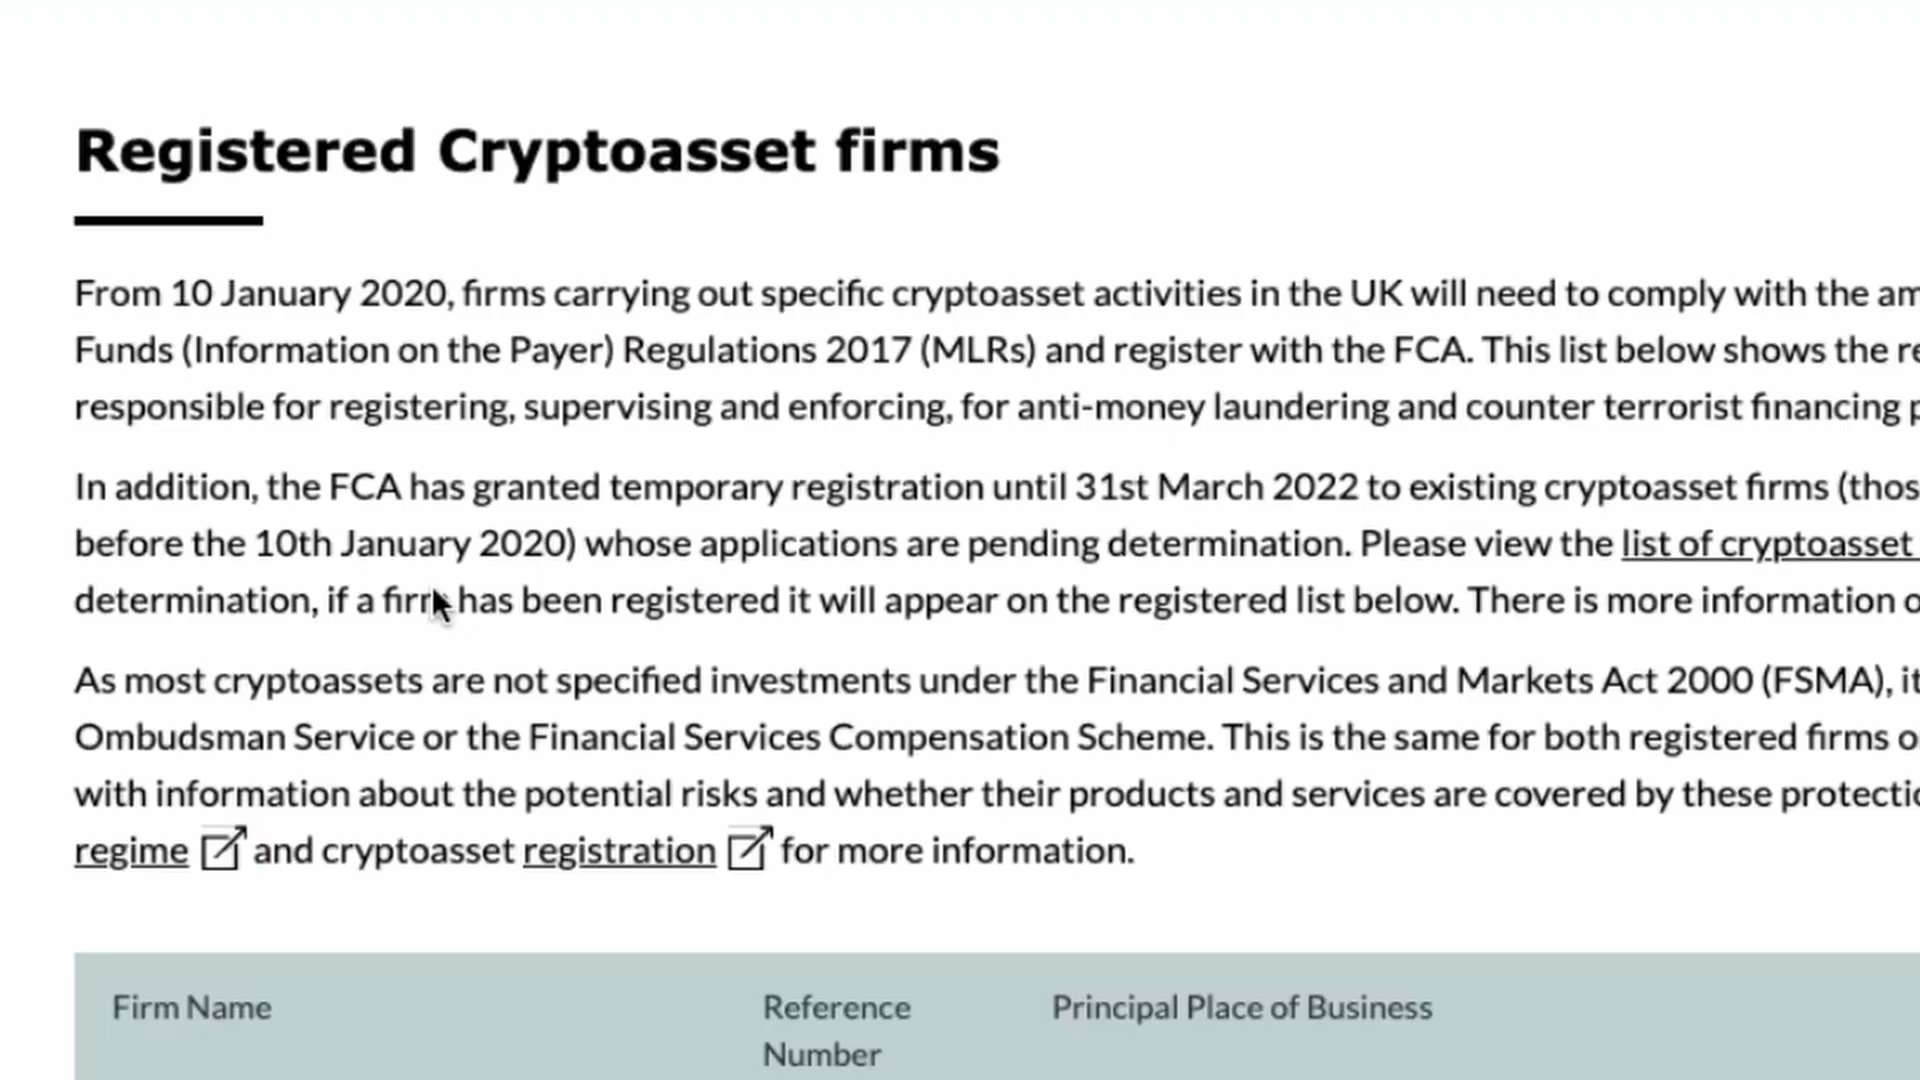 Registered Cryptoasset firms
From 10 January 2020, firms carrying out specific cryptoasset activities in the UK will need to comply with the
Funds (Information on the Payer) Regulations 2017 (MLRs) and register with the FCA. This list below shows the
responsible for registering, supervising and enforcing, for anti-money laundering and counter terrorist financing
In addition, the FCA has granted temporary registration until 31st March 2022 to existing cryptoasset firms (thos
before the 10th January 2020) whose applications are pending determination. Please view the list of cryptoasset
determination, if a firm has been registered it will appear on the registered list below. There is more information
As most cryptoassets are not specified investments under the Financial Services and Markets Act 2000 (FSMA), it
Ombudsman Service or the Financial Services Compensation Scheme. This is the same for both registered firms
with information about the potential risks and whether their products and services are covered by these protectio
regime and cryptoasset registration for more information.
Firm Name
Reference
Number
Principal Place of Business